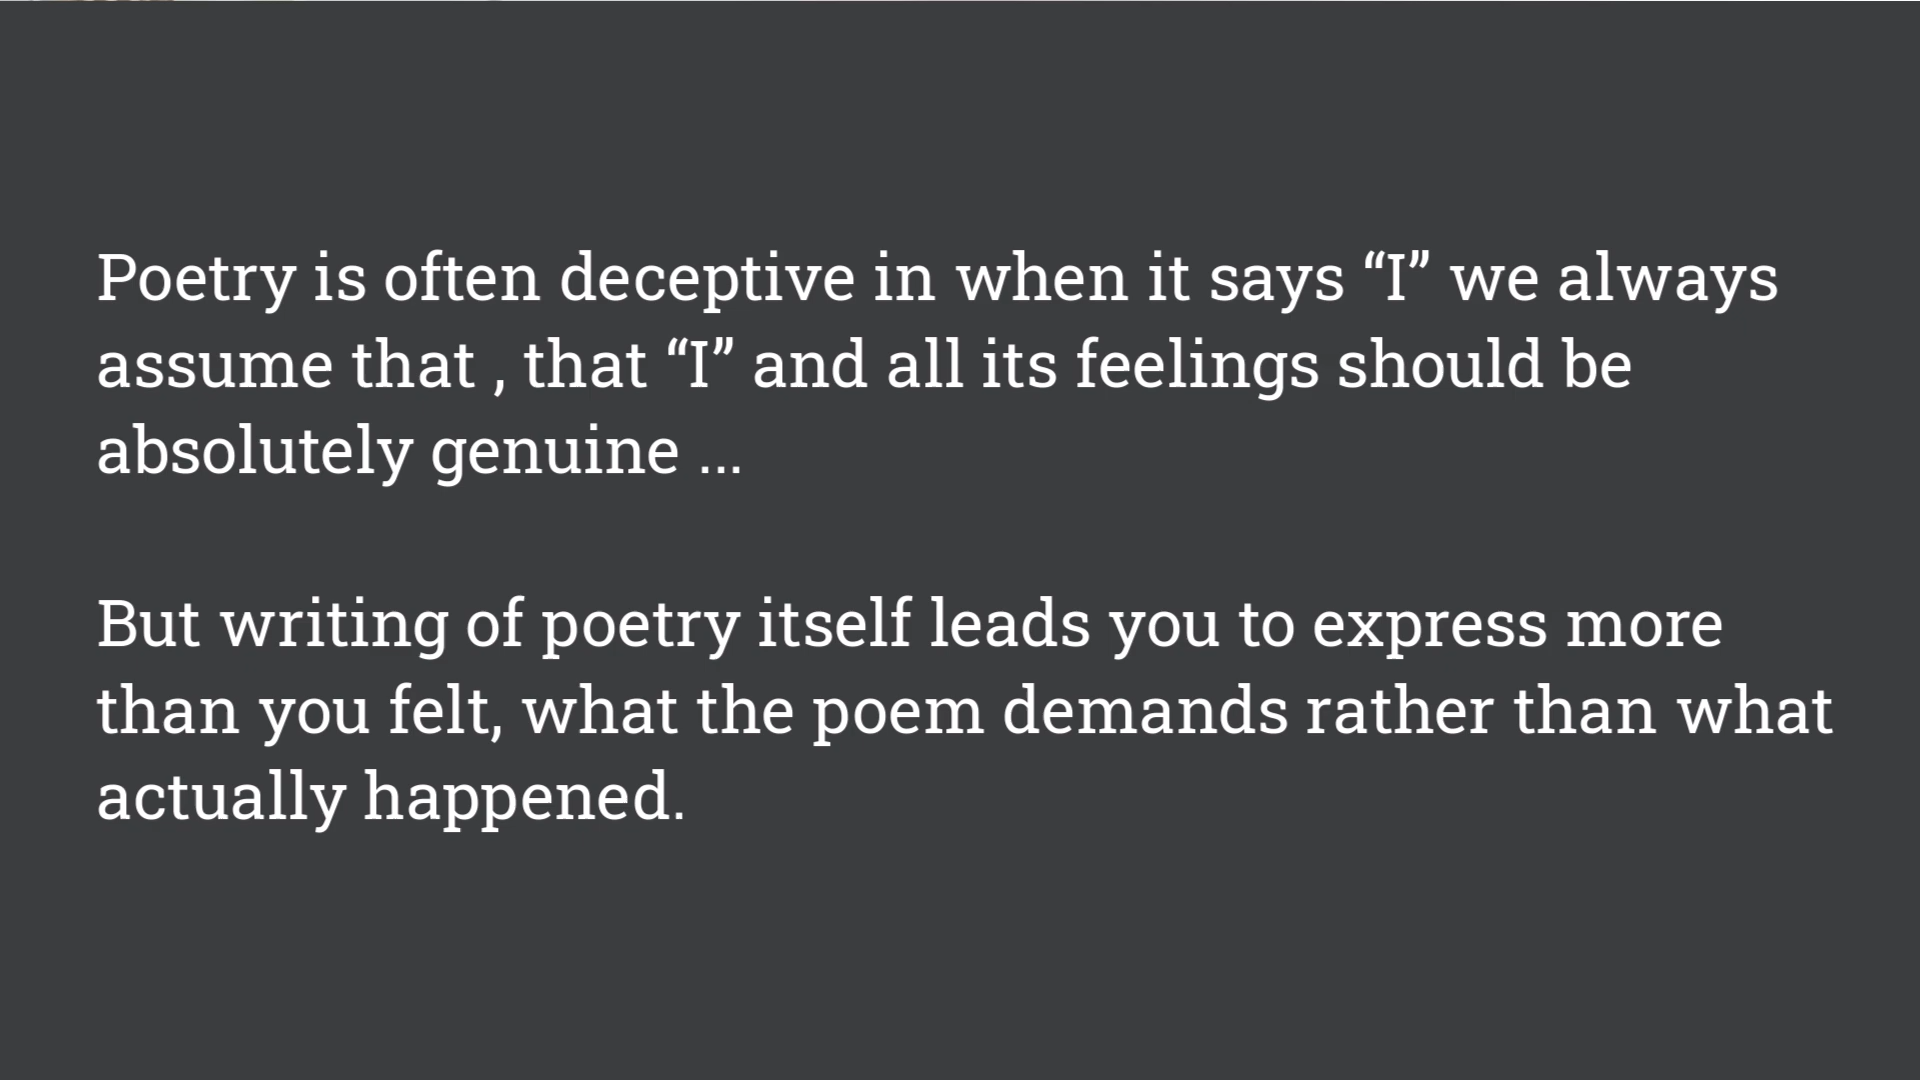 Poetry is often deceptive in when it says “I” we always
assume that , that “I” and all its feelings should be
absolutely genuine ...
But writing of poetry itself leads you to express more
than you felt, what the poem demands rather than what
actually happened.